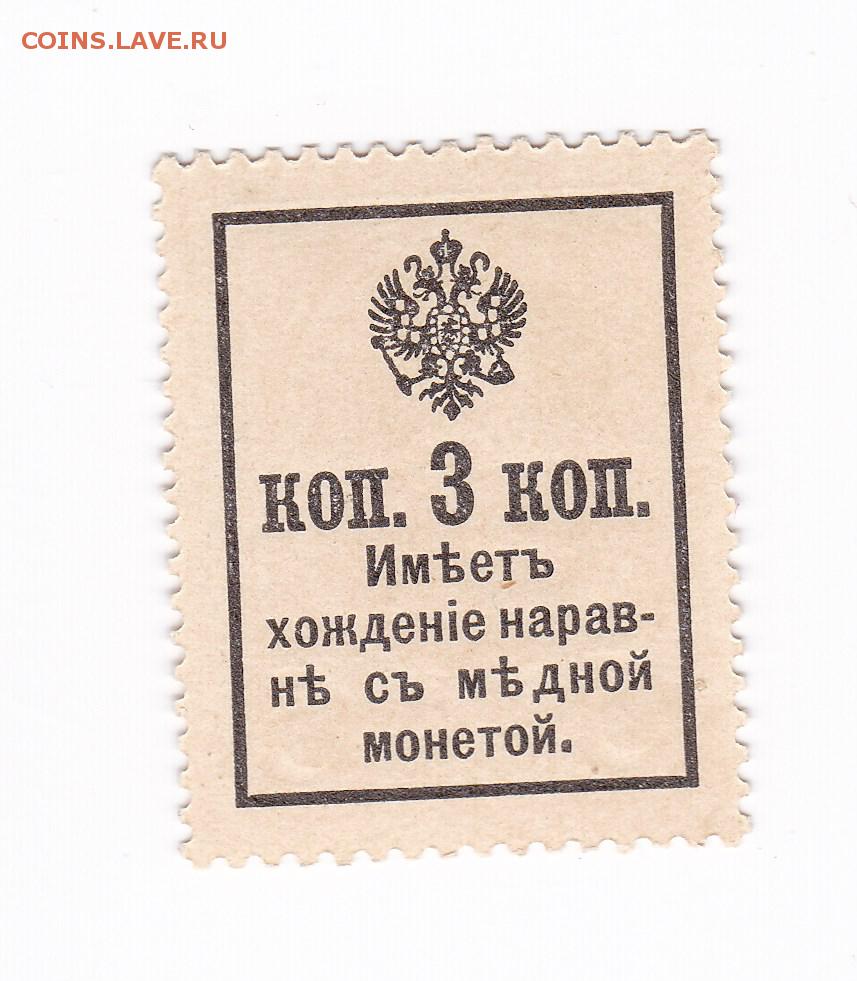 COINS.LAVE.RU
КОП. 3 КОП.
Имѣетъ
хожденіе нарав-
нѣ съ мѣдной
монетой.